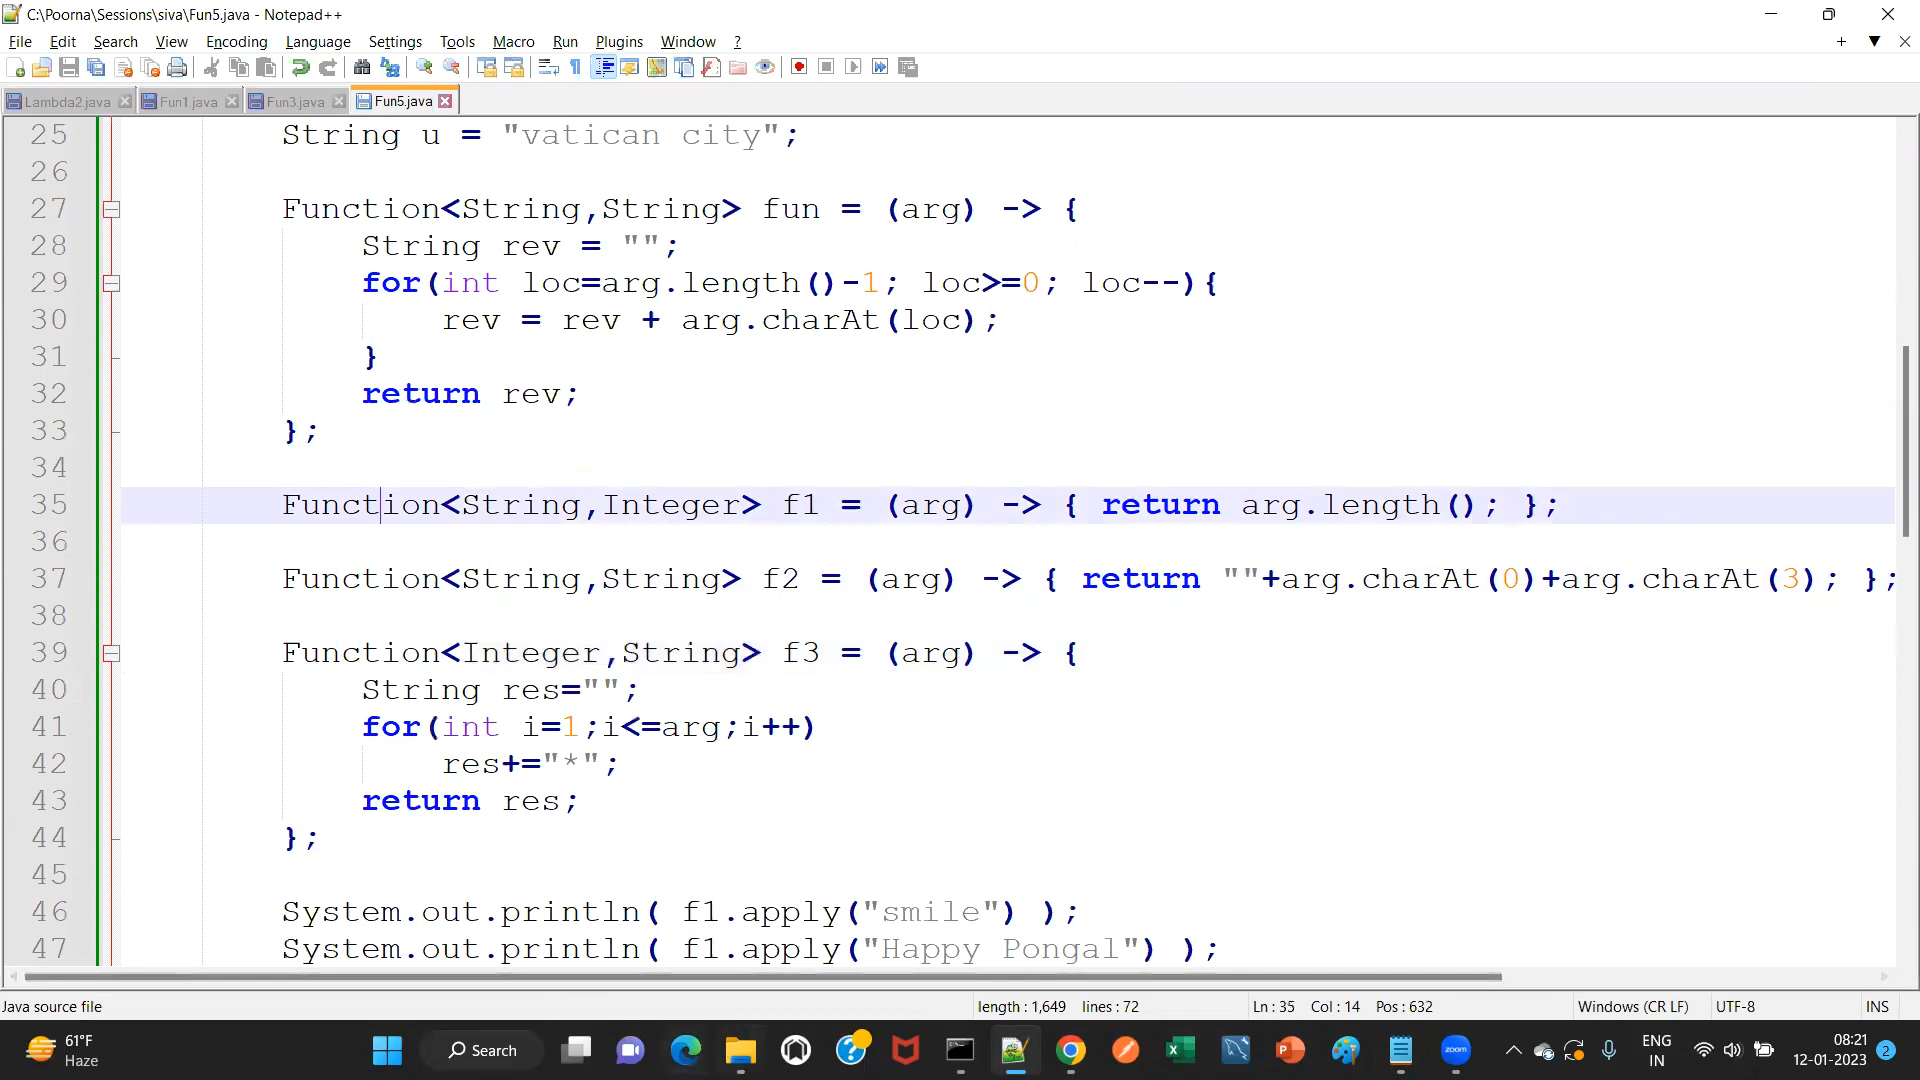 C:\Poorna\Sessions\siva\Fun5.java - Notepad++
File Edit Search View Encoding Language Settings Tools Macro Run Plugins Window ?
Lambda2.java Fun1.java Fun3.java Fun5.java
25 String u = "vatican city";
26
27 Function<String,String> fun = (arg) -> {
28 String rev = "";
29 for(int loc=arg.length()-1; loc>=0; loc--){
30 rev = rev + arg.charAt(loc);
31 }
32 return rev;
33 };
34
35 Function<String,Integer> f1 = (arg) -> { return arg.length(); };
36
37 Function<String,String> f2 = (arg) -> { return ""+arg.charAt(0)+arg.charAt(3); };
38
39 Function<Integer,String> f3 = (arg) -> {
40 String res="";
41 for(int i=1;i<=arg;i++)
42 res+="*";
43 return res;
44 };
45
46 System.out.println( f1.apply("smile") );
47 System.out.println( f1.apply("Happy Pongal") );
Java source file length : 1,649 lines : 72 Ln : 35 Col : 14 Pos : 632 Windows (CR LF) UTF-8 INS
61°F
Haze
Search
zoom
ENG
IN
08:21
12-01-2023
2